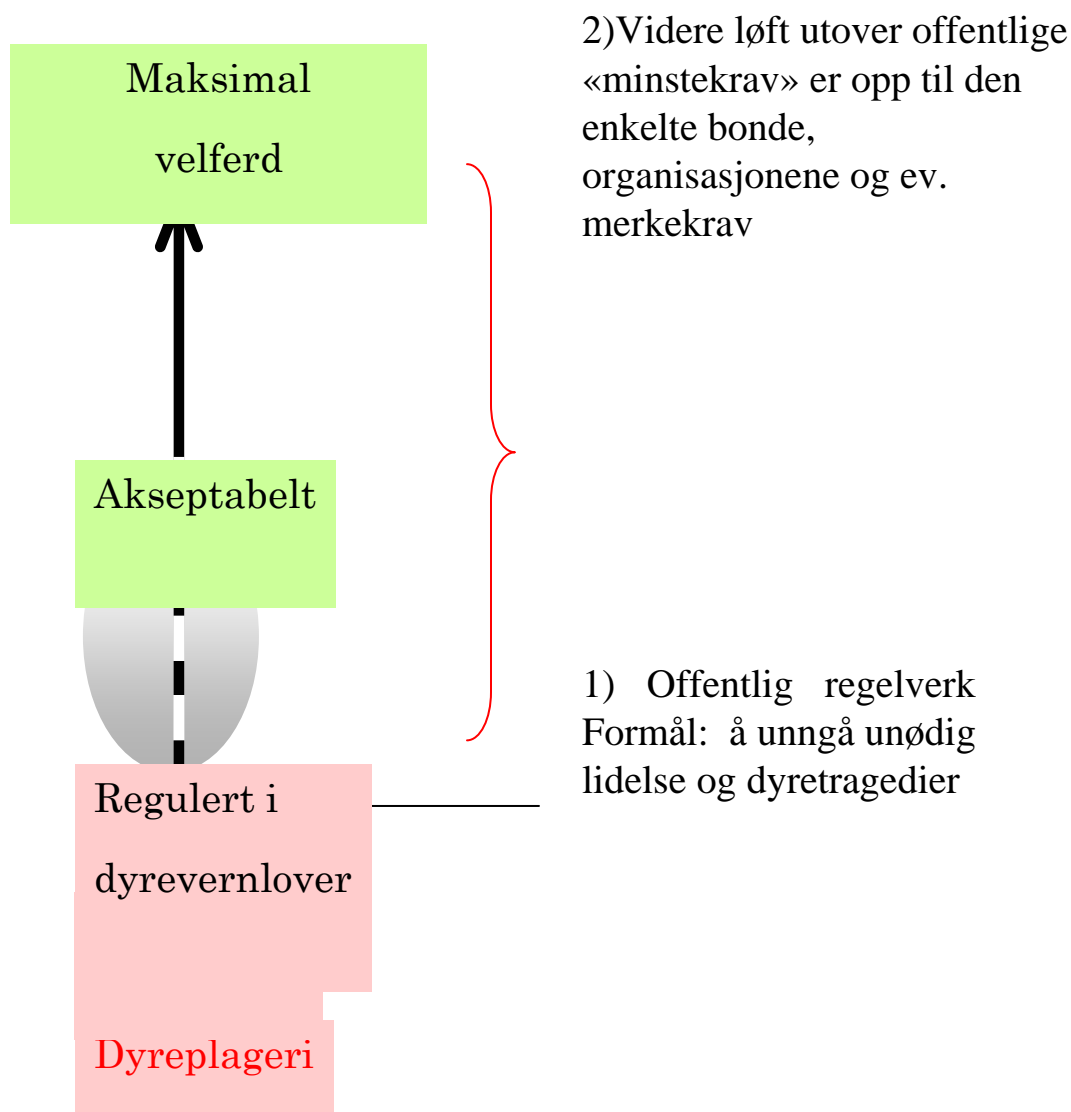 Maksimal
velferd
2)Videre løft utover offentlige
«minstekrav» er opp til den
enkelte bonde,
organisasjonene og ev.
merkekrav
Akseptabelt
1) Offentlig regelverk
Formål: å unngå unødig
lidelse og dyretragedier
Regulert i
dyrevernlover
Dyreplageri